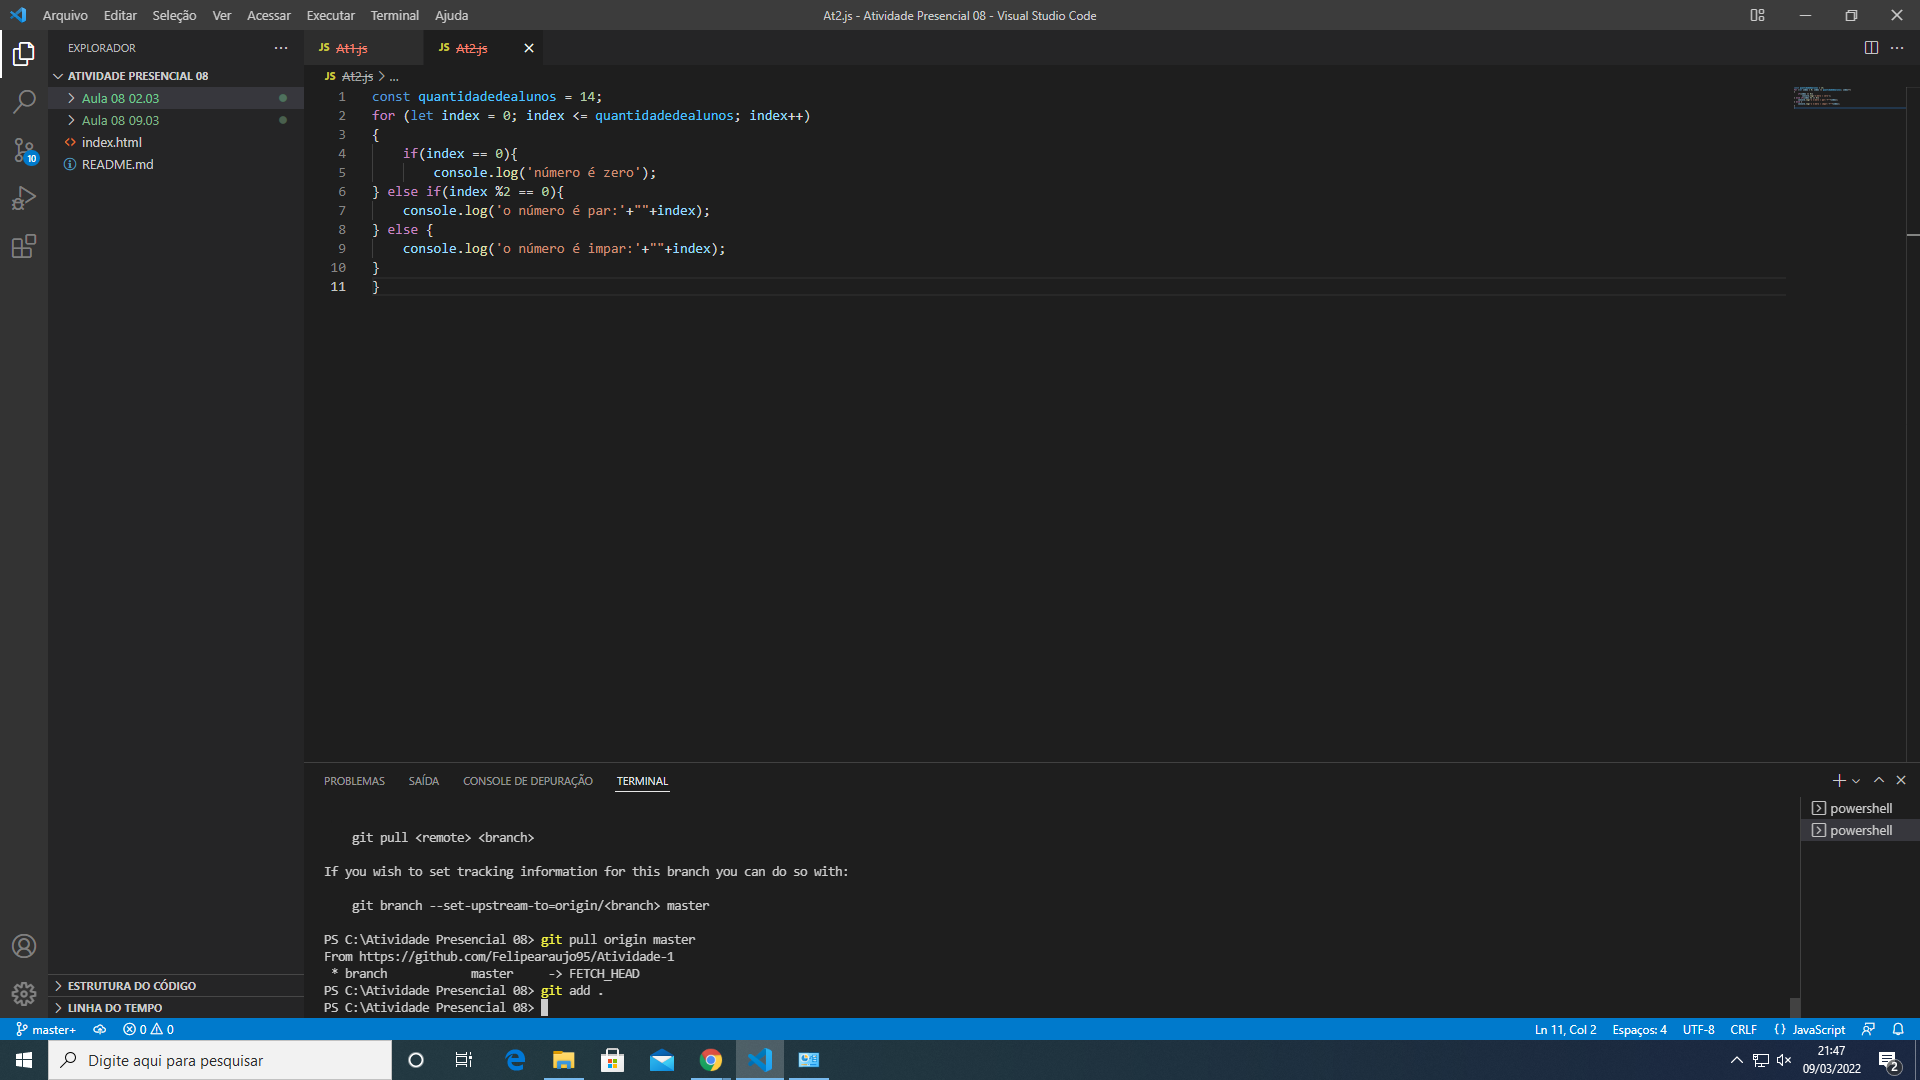 Arquivo Editar Seleção Ver Acessar Executar Terminal Ajuda
At2.js - Atividade Presencial 08 - Visual Studio Code
EXPLORADOR
ATIVIDADE PRESENCIAL 08
Aula 08 02.03
Aula 08 09.03
index.html
README.md
10
ESTRUTURA DO CÓDIGO
LINHA DO TEMPO
JS At1.js JS At2.js
JS At2.js > ...
1 const quantidadedealunos = 14;
2 for (let index = 0; index <= quantidadedealunos; index++)
3 {
4 if(index == 0){
5 console.log('número é zero');
6 } else if(index %2 == 0){
7 console.log('o número é par:'+""+index);
8 } else {
9 console.log('o número é impar:'+""+index);
10 }
11 }
PROBLEMAS SAÍDA CONSOLE DE DEPURAÇÃO TERMINAL
powershell
powershell
git pull <remote> <branch>
If you wish to set tracking information for this branch you can do so with:
git branch --set-upstream-to=origin/<branch> master
PS C:\Atividade Presencial 08> git pull origin master
From https://github.com/Felipearaujo95/Atividade-1
* branch master -> FETCH_HEAD
PS C:\Atividade Presencial 08> git add .
PS C:\Atividade Presencial 08>
master+ 0 0
Ln 11, Col 2 Espaços: 4 UTF-8 CRLF {} JavaScript
Digite aqui para pesquisar
21:47
09/03/2022
2